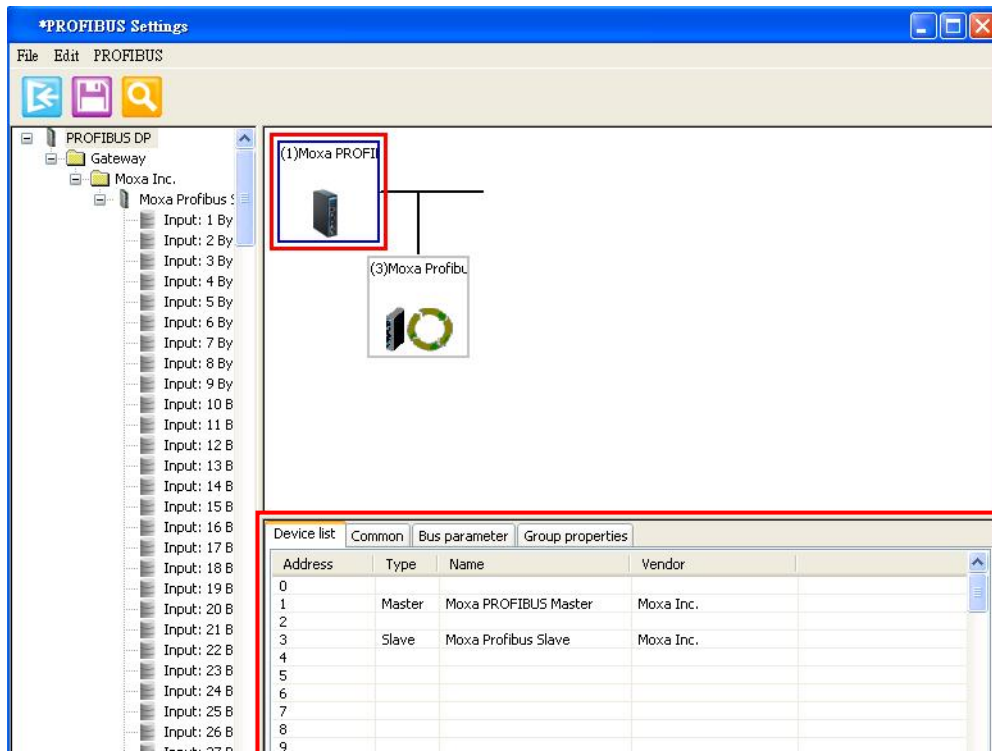 *PROFIBUS Settings
File Edit PROFIBUS
PROFIBUS DP
Gateway
Moxa Inc.
Moxa Profibus
Input: 1 By
Input: 2 By
Input: 3 By
Input: 4 By
Input: 5 By
Input: 6 By
Input: 7 By
Input: 8 By
Input: 9 By
Input: 10 B
Input: 11 B
Input: 12 B
Input: 13 B
Input: 14 B
Input: 15 B
Input: 16 B
Input: 17 B
Input: 18 B
Input: 19 B
Input: 20 B
Input: 21 B
Input: 22 B
Input: 23 B
Input: 24 B
Input: 25 B
Input: 26 B
(1)Moxa PROFI
(3)Moxa Profibu
Device list Common Bus parameter Group properties
Address Type Name Vendor
0
1 Master Moxa PROFIBUS Master Moxa Inc.
2
3 Slave Moxa Profibus Slave Moxa Inc.
4
5
6
7
8
9